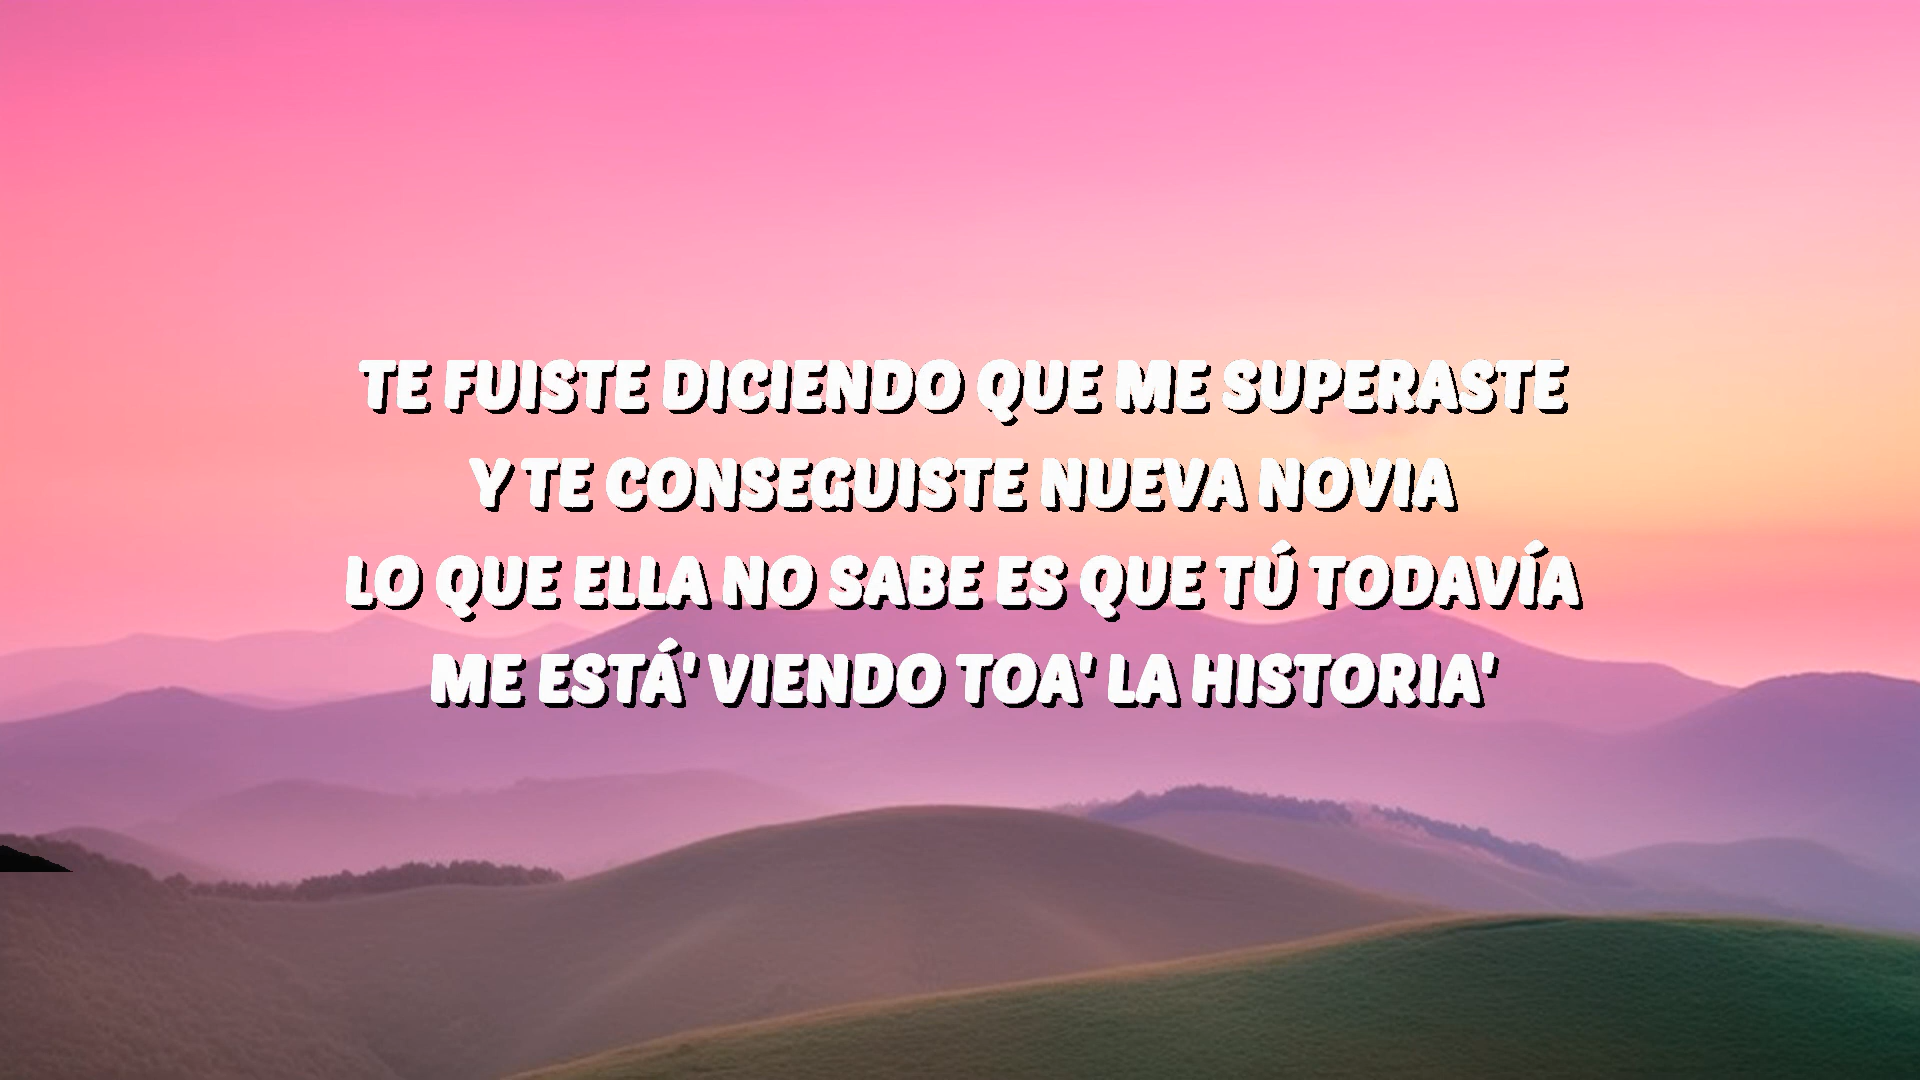 TE FUISTE DICIENDO QUE ME SUPERASTE
Y TE CONSEGUISTE NUEVA NOVIA
LO QUE ELLA NO SABE ES QUE TÚ TODAVÍA
ME ESTÁ' VIENDO TOA' LA HISTORIA'